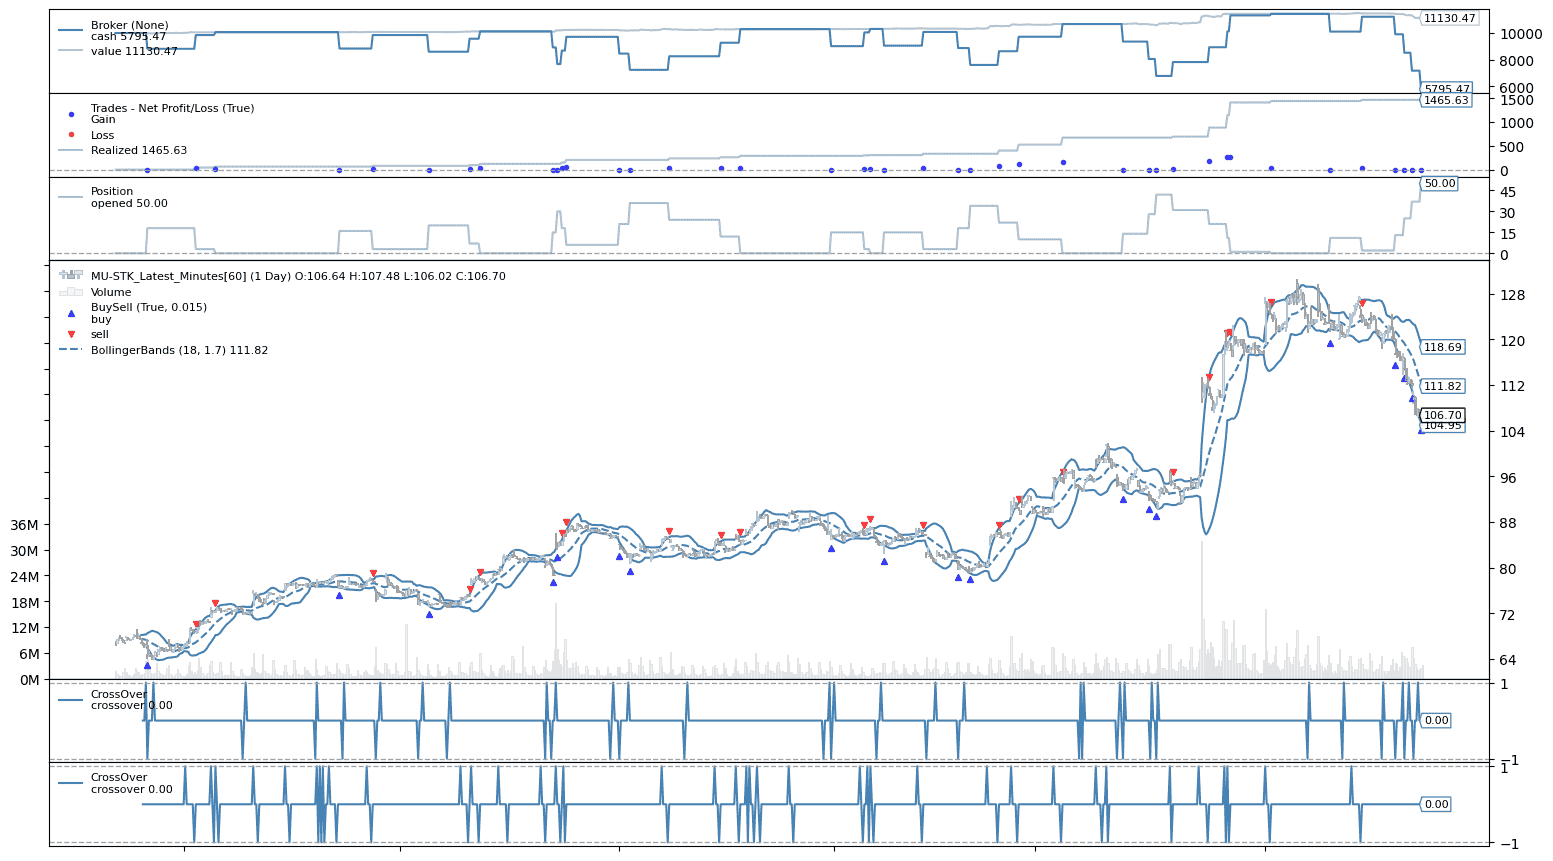 Broker (None)
cash 5795.47
value 11130.47
11130.47
10000
8000
6000
5795.47
Trades - Net Profit/Loss (True)
Gain
Loss
Realized 1465.63
1465.63
1500
1000
500
0
Position
opened 50.00
50.00
45
30
15
0
MU-STK_Latest_Minutes[60] (1 Day) O:106.64 H:107.48 L:106.02 C:106.70
Volume
BuySell (True, 0.015)
buy
sell
BollingerBands (18, 1.7) 111.82
128
120
118.69
112
111.82
106.70
104.95
104
96
88
80
72
64
36M
30M
24M
18M
12M
6M
0M
CrossOver
crossover 0.00
1
0.00
−1
CrossOver
crossover 0.00
1
0.00
−1